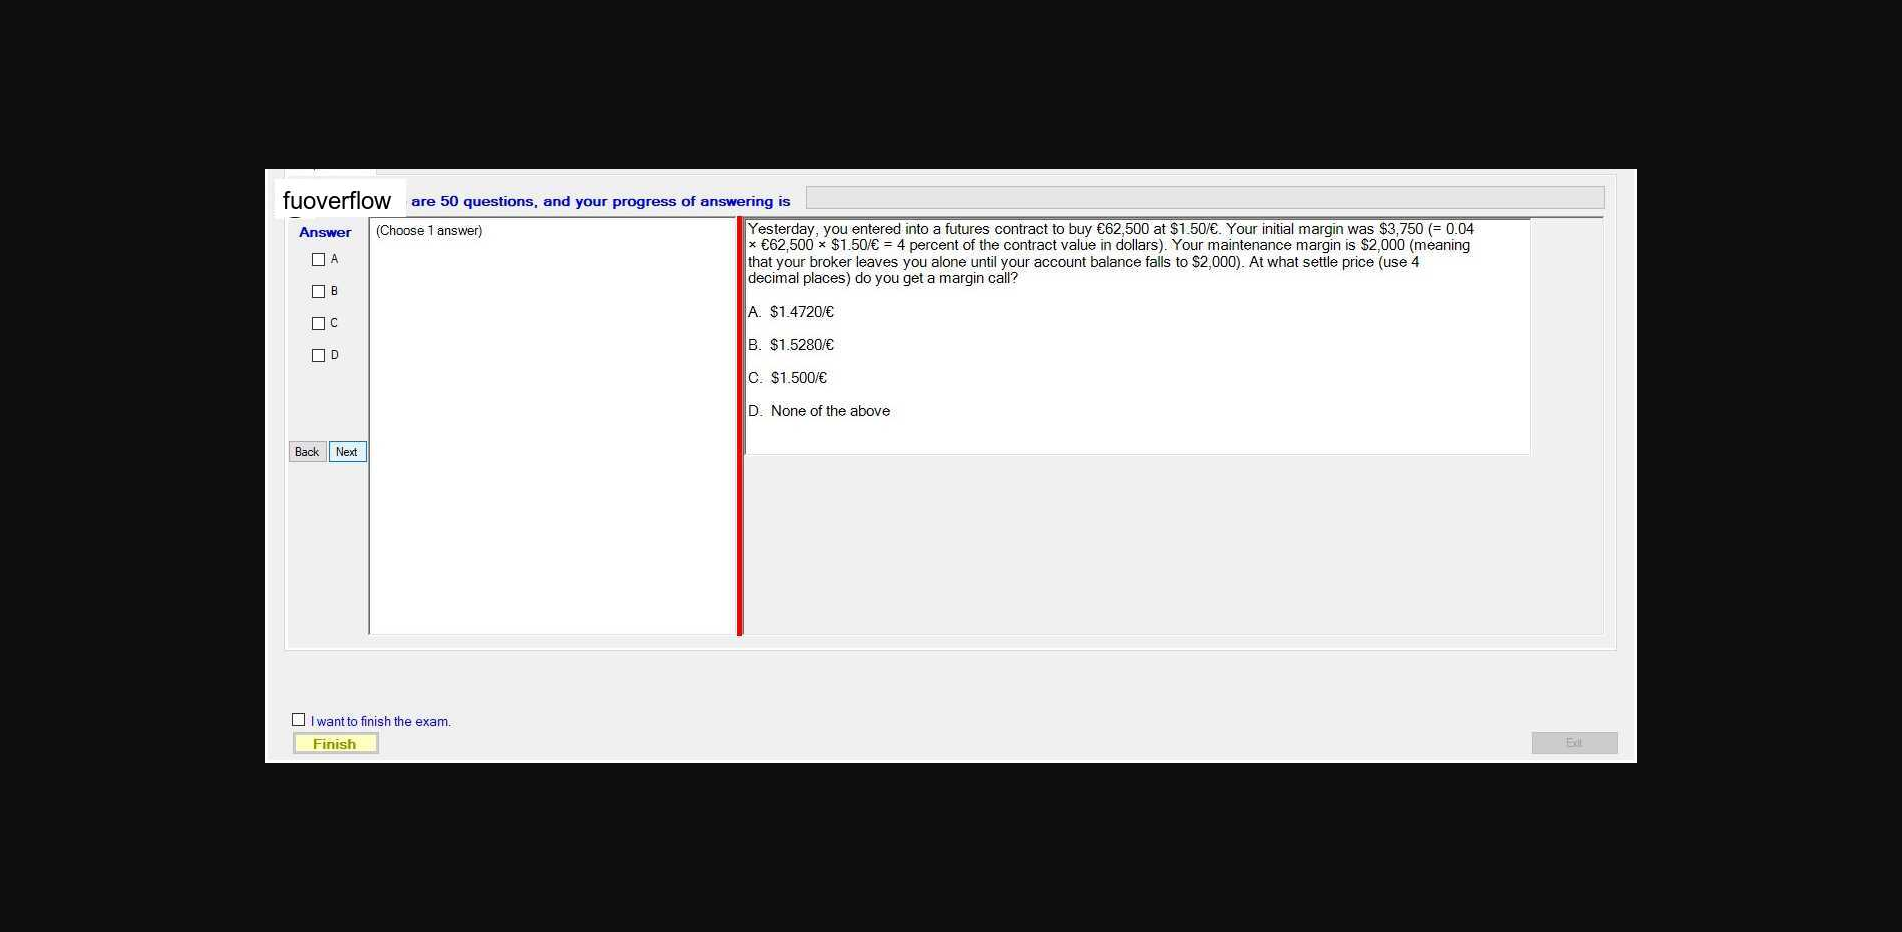 fuoverflow are 50 questions, and your progress of answering is
Answer
A
B
C
D
Back Next
(Choose 1 answer)
Yesterday, you entered into a futures contract to buy €62,500 at $1.50/€. Your initial margin was $3,750 (= 0.04
× €62,500 × $1.50/€ = 4 percent of the contract value in dollars). Your maintenance margin is $2,000 (meaning
that your broker leaves you alone until your account balance falls to $2,000). At what settle price (use 4
decimal places) do you get a margin call?
A. $1.4720/€
B. $1.5280/€
C. $1.500/€
D. None of the above
I want to finish the exam.
Finish
Exit